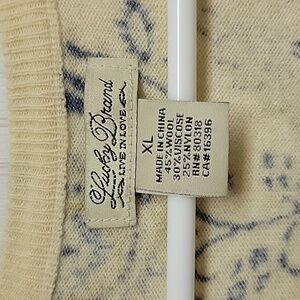 Lucky Brand
LIVE IN LOVE
XL
MADE IN CHINA
45% WOOL
30% VISCOSE
25% NYLON
RN# 80318
CA# 16396